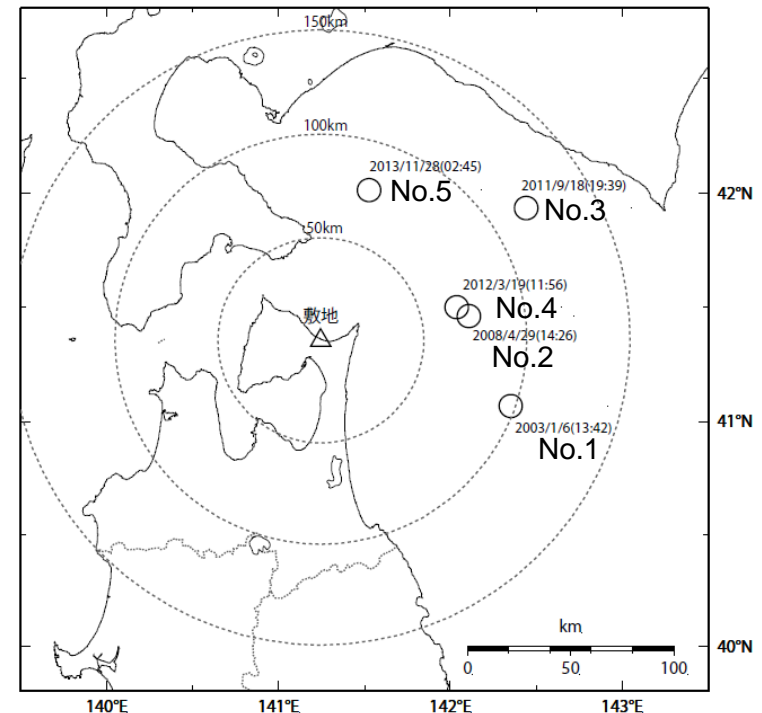 150km
100km
2013/11/28(02:45)
No.5
2011/9/18(19:39)
No.3
42°N
50km
2012/3/19(11:56)
No.4
敷地
2008/4/29(14:26)
No.2
41°N
2003/1/6(13:42)
No.1
km
0 50 100
40°N
140°E 141°E 142°E 143°E